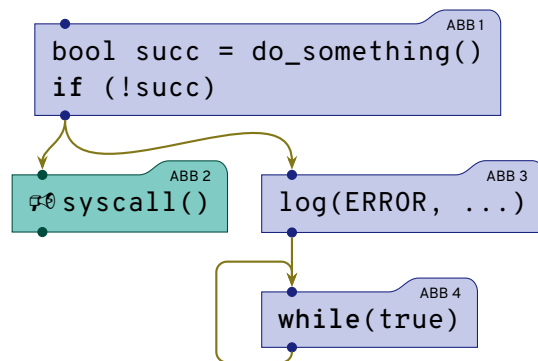 ABB 1
bool succ = do_something()
if (!succ)
ABB 2
syscall()
ABB 3
log(ERROR, ...)
ABB 4
while(true)